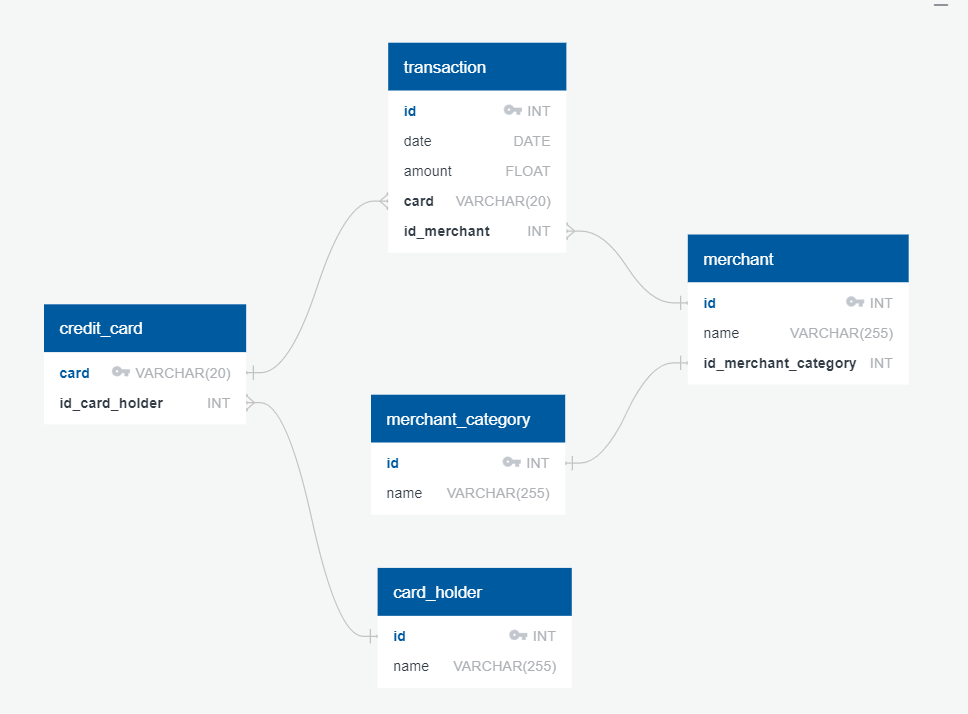 transaction
id INT
date DATE
amount FLOAT
card VARCHAR(20)
id_merchant INT
merchant
id INT
name VARCHAR(255)
id_merchant_category INT
credit_card
card VARCHAR(20)
id_card_holder INT
merchant_category
id INT
name VARCHAR(255)
card_holder
id INT
name VARCHAR(255)